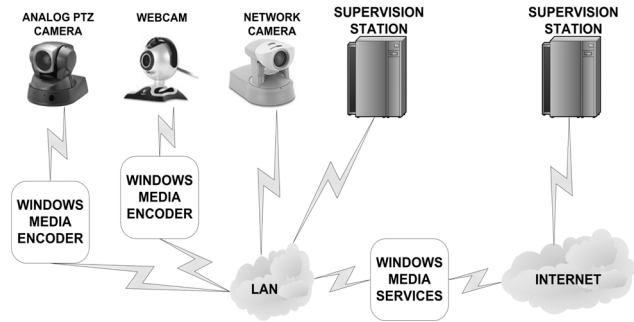 ANALOG PTZ
CAMERA
WEBCAM
NETWORK
CAMERA
SUPERVISION
STATION
SUPERVISION
STATION
WINDOWS
MEDIA
ENCODER
WINDOWS
MEDIA
ENCODER
LAN
WINDOWS
MEDIA
SERVICES
INTERNET